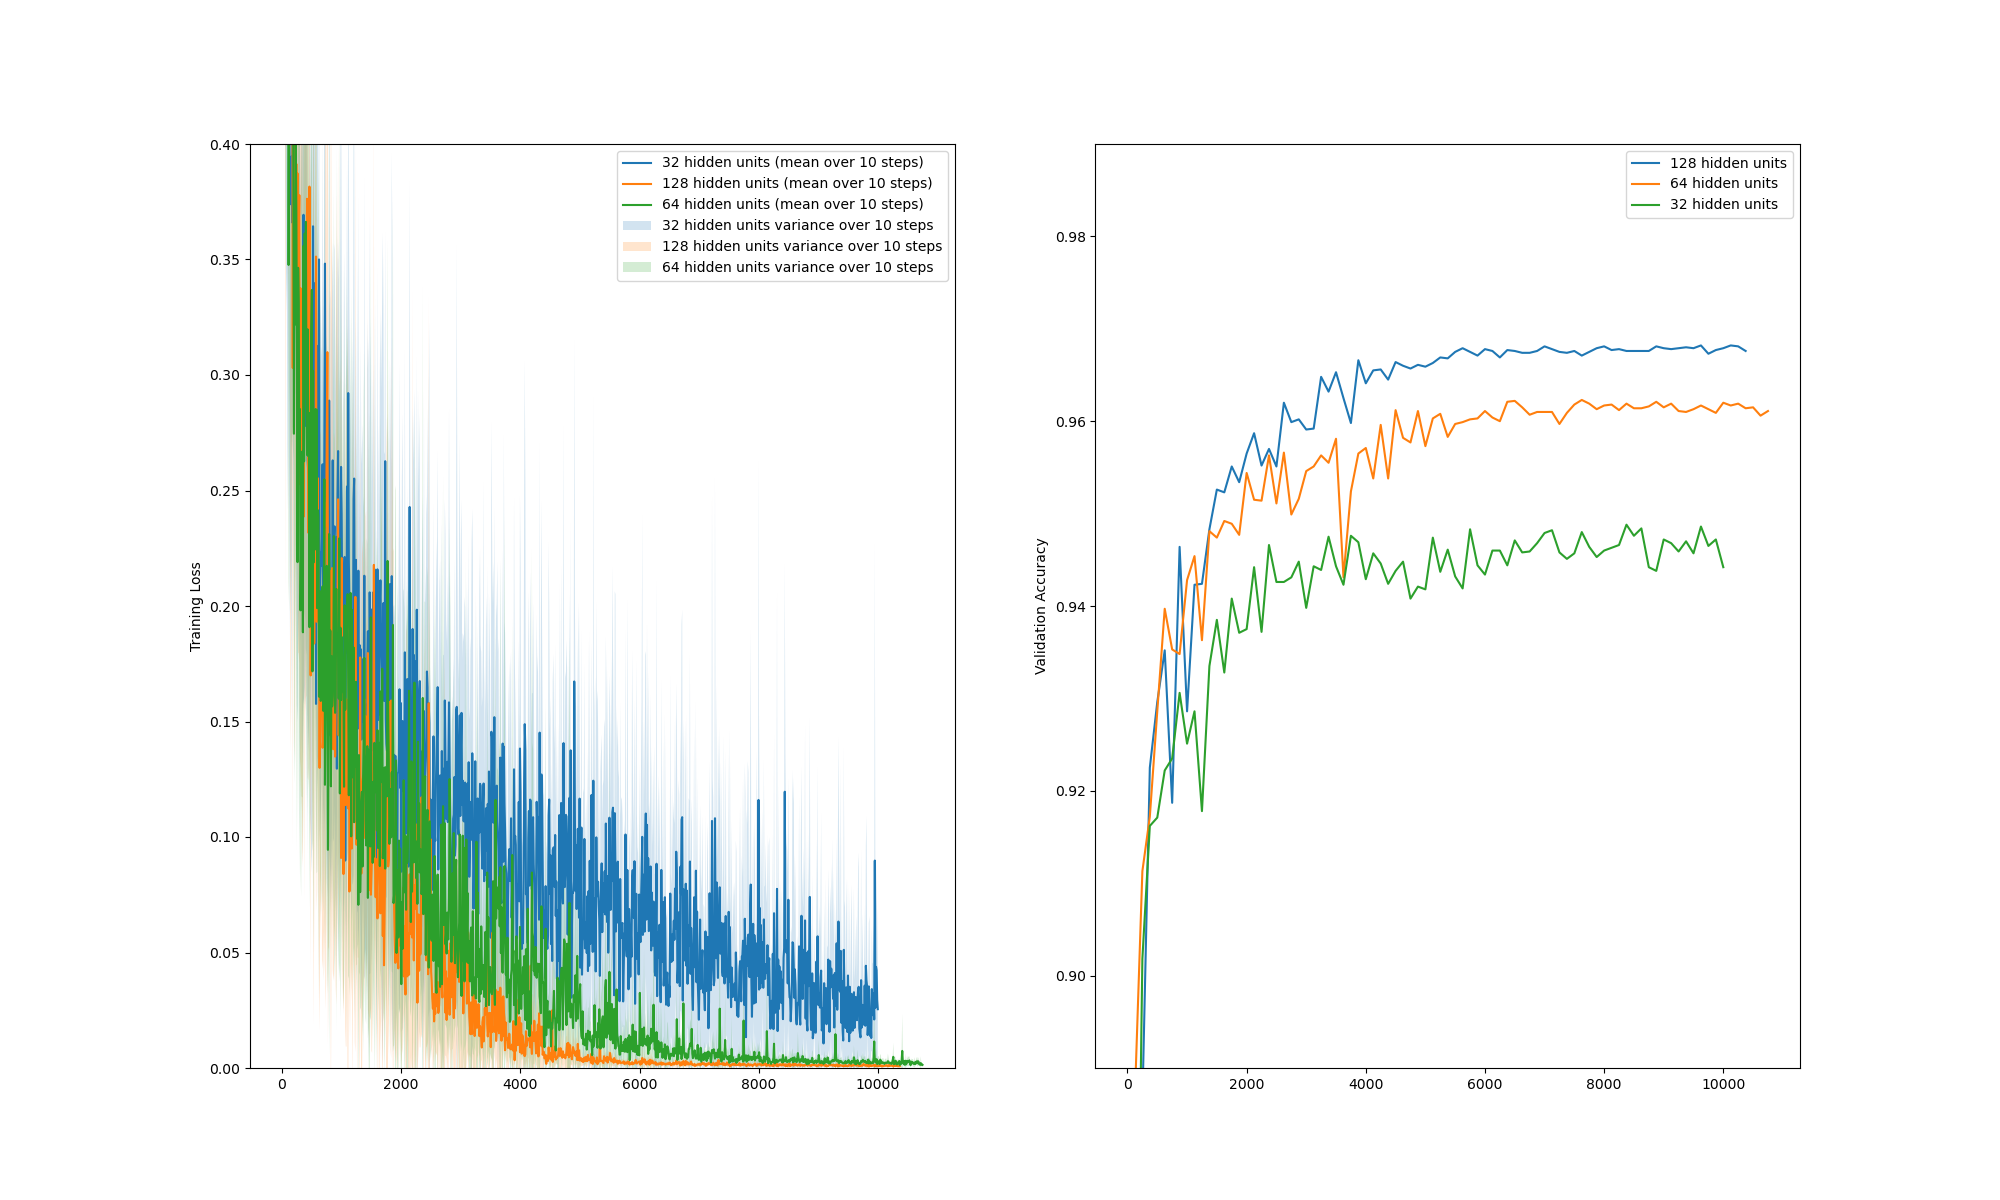 0.40
0.35
0.30
0.25
0.20
0.15
0.10
0.05
0.00
Training Loss
0 2000 4000 6000 8000 10000
32 hidden units (mean over 10 steps)
128 hidden units (mean over 10 steps)
64 hidden units (mean over 10 steps)
32 hidden units variance over 10 steps
128 hidden units variance over 10 steps
64 hidden units variance over 10 steps
0.98
0.96
0.94
0.92
0.90
Validation Accuracy
0 2000 4000 6000 8000 10000
128 hidden units
64 hidden units
32 hidden units